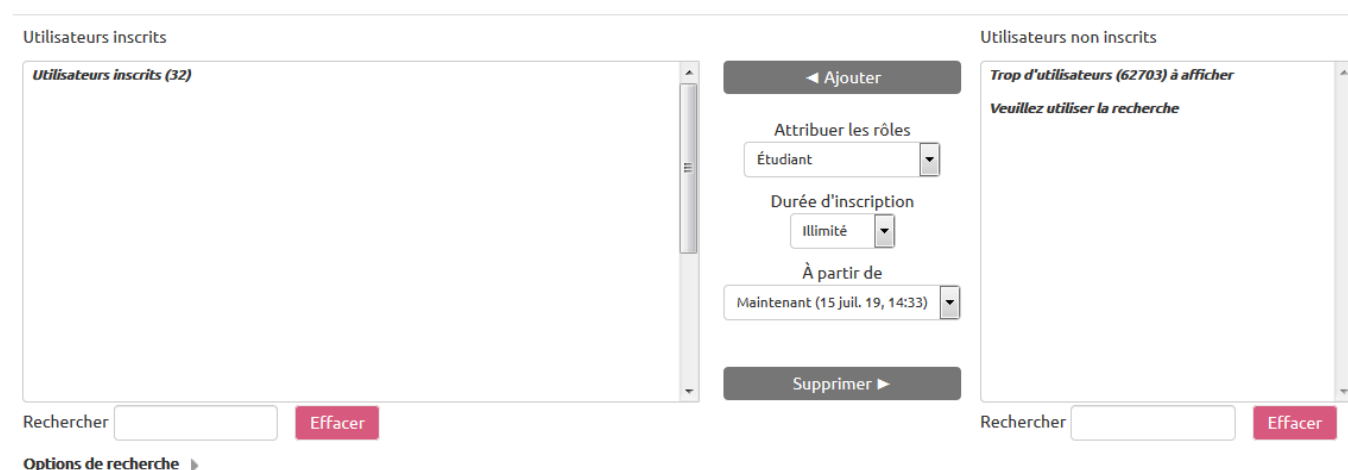 Utilisateurs inscrits
Utilisateurs inscrits (32)
Rechercher
Effacer
Options de recherche
◄ Ajouter
Attribuer les rôles
Étudiant
Durée d'inscription
Illimité
À partir de
Maintenant (15 juil. 19, 14:33)
Supprimer ►
Utilisateurs non inscrits
Trop d'utilisateurs (62703) à afficher
Veuillez utiliser la recherche
Rechercher
Effacer